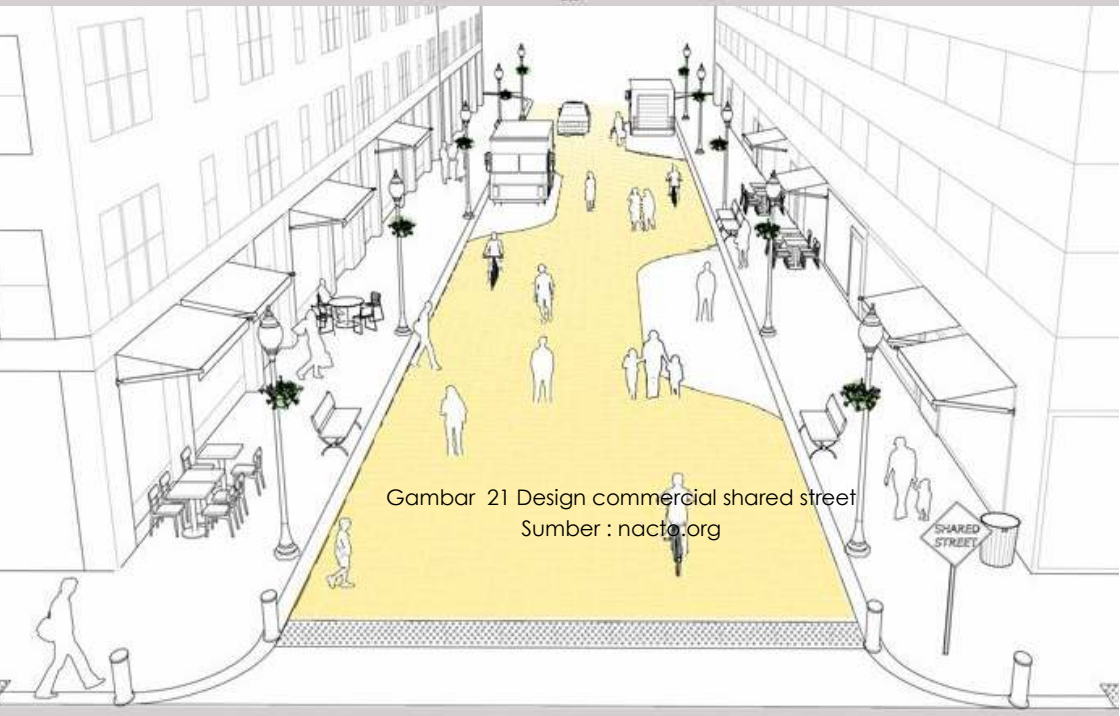 Gambar 21 Design commercial shared street
Sumber : nacto.org
SHARED
STREET